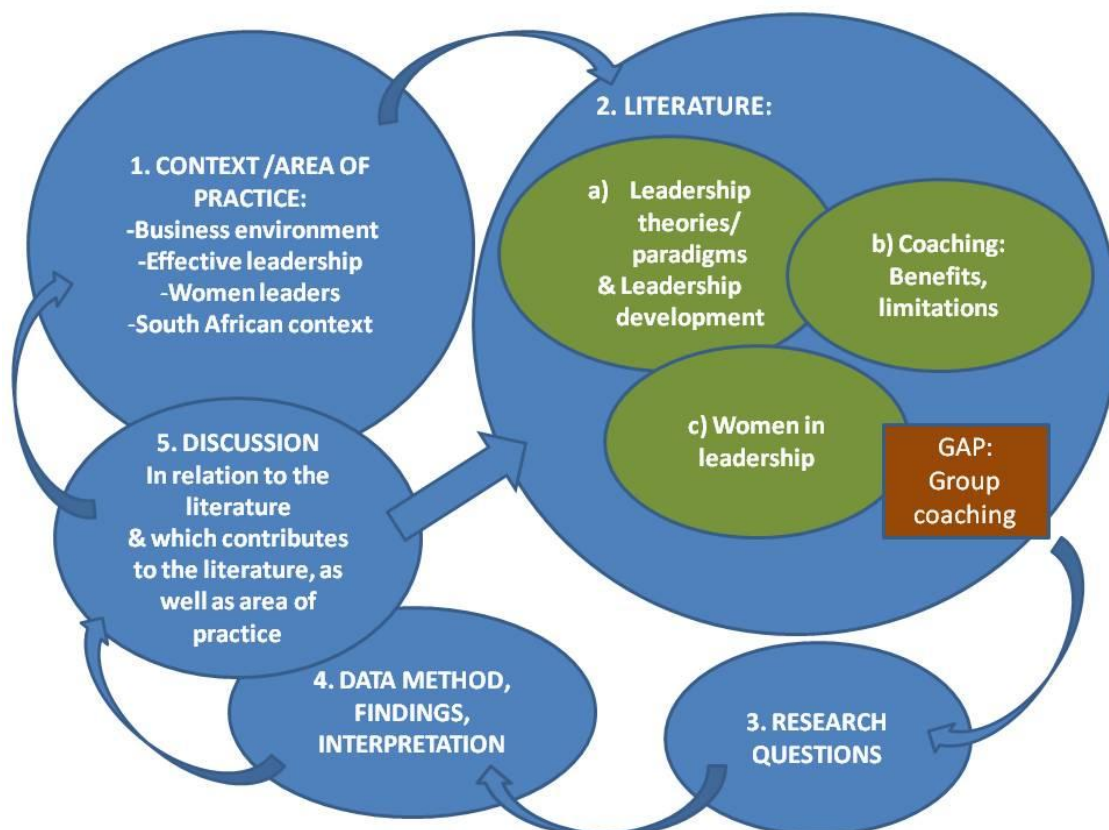 1. CONTEXT /AREA OF
PRACTICE:
-Business environment
-Effective leadership
-Women leaders
-South African context
2. LITERATURE:
a) Leadership
theories/
paradigms
& Leadership
development
b) Coaching:
Benefits,
limitations
c) Women in
leadership
GAP:
Group
coaching
3. RESEARCH
QUESTIONS
4. DATA METHOD,
FINDINGS,
INTERPRETATION
5. DISCUSSION
In relation to the
literature
& which contributes
to the literature, as
well as area of
practice